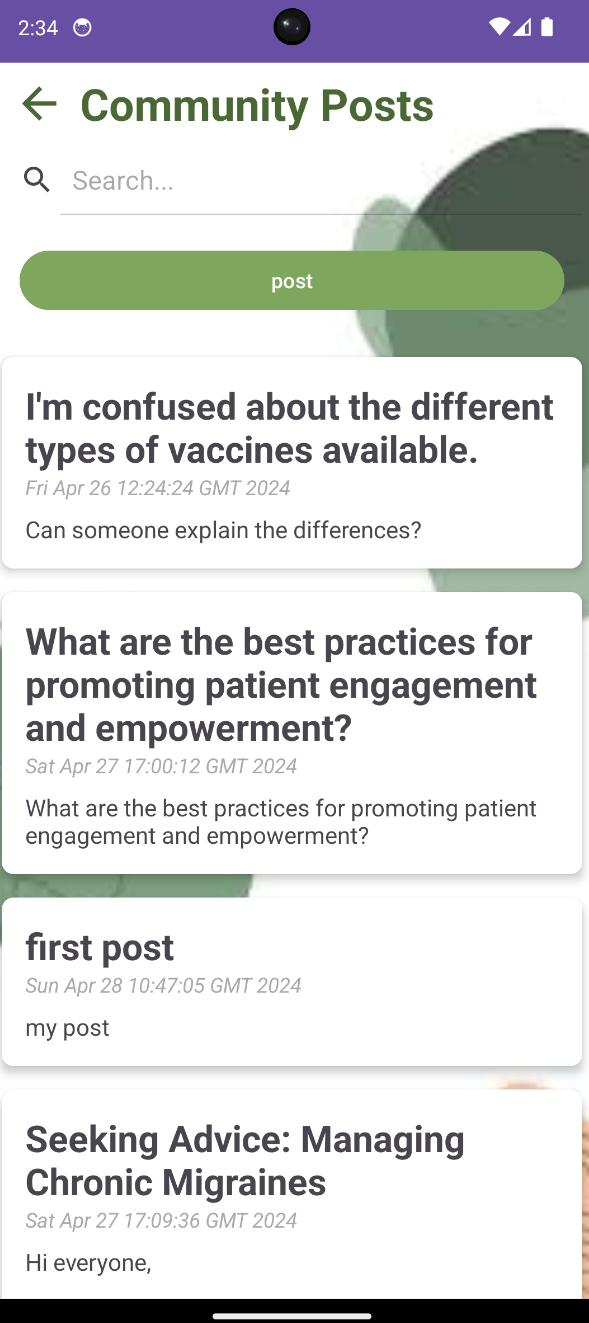 2:34
Community Posts
Search...
post
I'm confused about the different
types of vaccines available.
Fri Apr 26 12:24:24 GMT 2024
Can someone explain the differences?
What are the best practices for
promoting patient engagement
and empowerment?
Sat Apr 27 17:00:12 GMT 2024
What are the best practices for promoting patient
engagement and empowerment?
first post
Sun Apr 28 10:47:05 GMT 2024
my post
Seeking Advice: Managing
Chronic Migraines
Sat Apr 27 17:09:36 GMT 2024
Hi everyone,